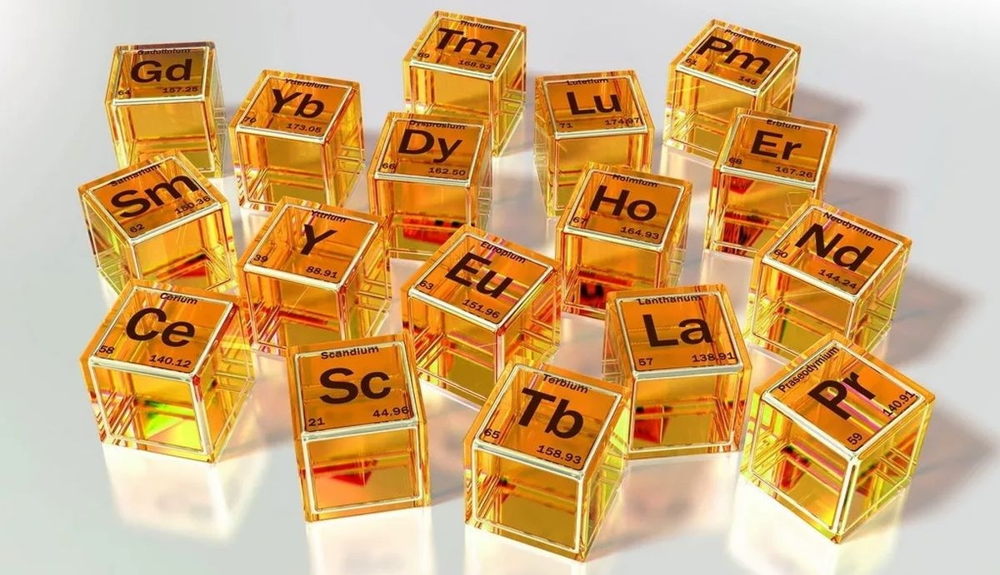 Gadolinium
Gd
64 157.25
Ytterbium
Yb
70 173.05
Thulium
Tm
69 168.93
Lutetium
Lu
71 174.97
Promethium
Pm
61 145
Dysprosium
Dy
66 162.50
Erbium
Er
68 167.26
Samarium
Sm
62 150.36
Yttrium
Y
39 88.91
Holmium
Ho
67 164.93
Neodymium
Nd
60 144.24
Europium
Eu
63 151.96
Cerium
Ce
58 140.12
Scandium
Sc
21 44.96
Lanthanum
La
57 138.91
Terbium
Tb
65 158.93
Praseodymium
Pr
59 140.91